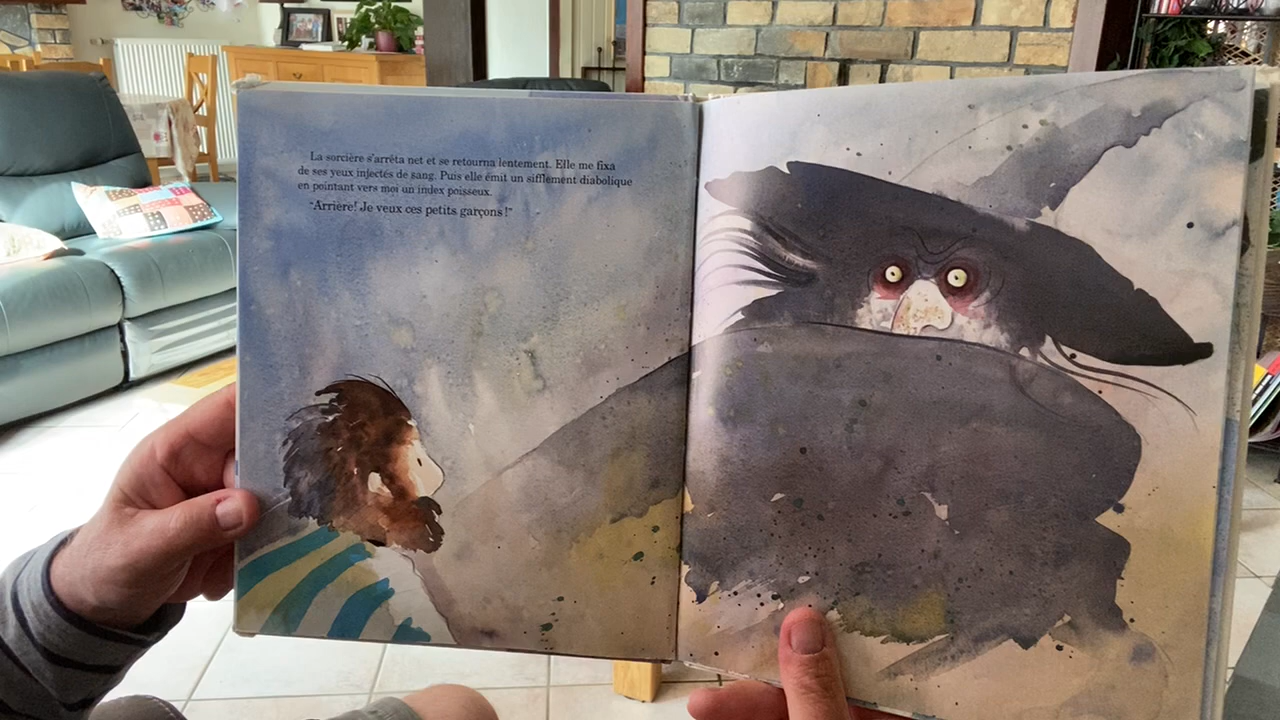 La sorcière s'arrêta net et se retourna lentement. Elle me fixa
de ses yeux injectés de sang. Puis elle émit un sifflement diabolique
en pointant vers moi un index poisseux.
"Arrière! Je veux ces petits garçons!"